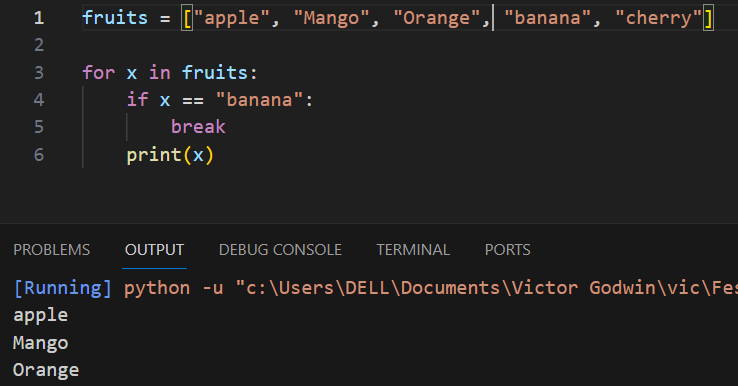 1 fruits = ["apple", "Mango", "Orange", "banana", "cherry"]
2
3 for x in fruits:
4     if x == "banana":
5         break
6     print(x)
PROBLEMS OUTPUT DEBUG CONSOLE TERMINAL PORTS
[Running] python -u "c:\Users\DELL\Documents\Victor Godwin\vic\Fes
apple
Mango
Orange